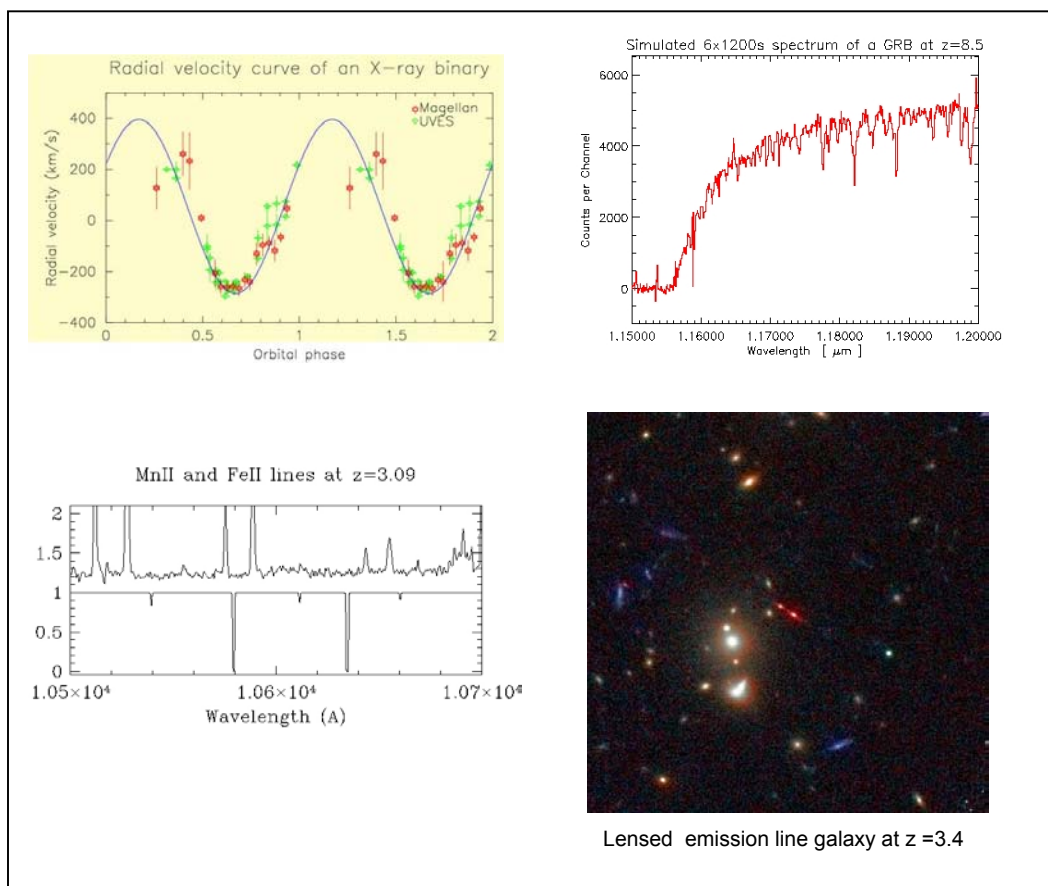 Radial velocity curve of an X-ray binary
Magellan
UVES
Radial velocity (km/s)
400
200
0
-200
-400
0 0.5 1 1.5 2
Orbital phase
Simulated 6x1200s spectrum of a GRB at z=8.5
Counts per Channel
6000
4000
2000
0
1.15000 1.16000 1.17000 1.18000 1.19000 1.20000
Wavelength [ μm ]
MnII and FeII lines at z=3.09
2
1.5
1
0.5
0
1.05×10⁴ 1.06×10⁴ 1.07×10⁴
Wavelength (A)
Lensed emission line galaxy at z =3.4